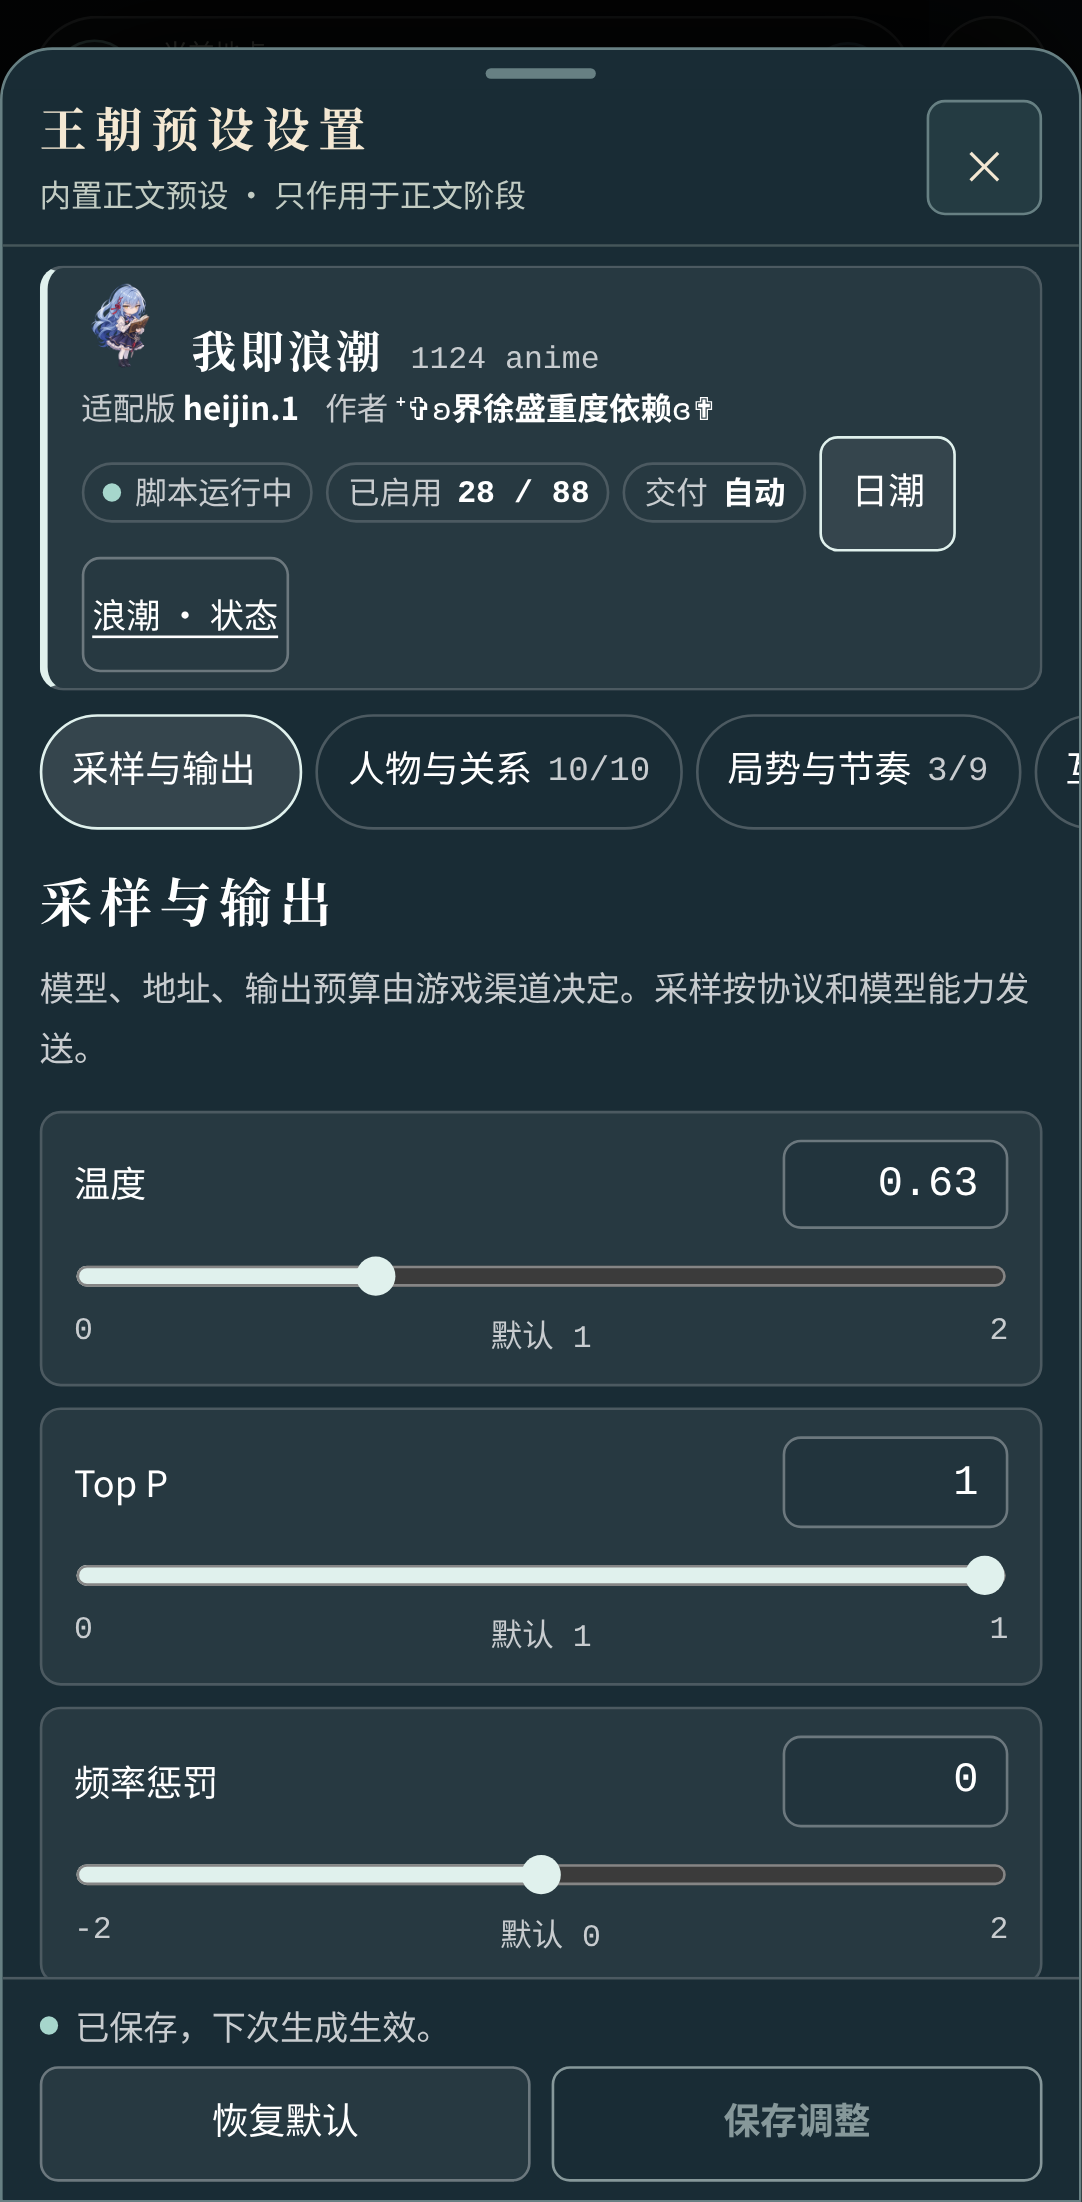 王朝预设设置
内置正文预设 · 只作用于正文阶段
×
我即浪潮 1124 anime
适配版 heijin.1 作者 ⁺✞ʚ界徐盛重度依赖ɞ✟
脚本运行中 已启用 28 / 88 交付 自动 日潮
浪潮 · 状态
采样与输出 人物与关系 10/10 局势与节奏 3/9
采样与输出
模型、地址、输出预算由游戏渠道决定。采样按协议和模型能力发
送。
温度 0.63
0 默认 1 2
Top P 1
0 默认 1 1
频率惩罚 0
-2 默认 0 2
已保存，下次生成生效。
恢复默认 保存调整